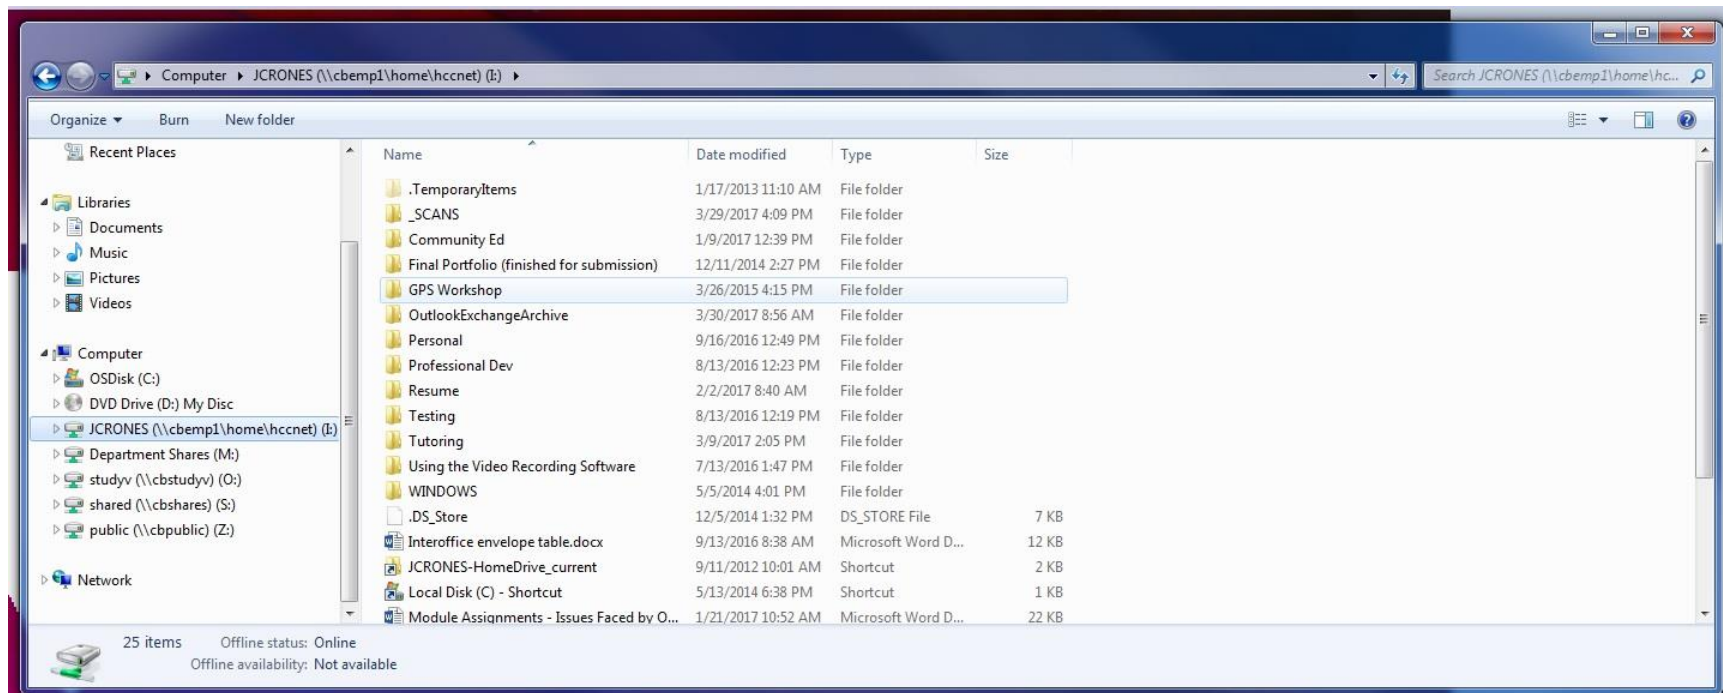 Computer ▸ JCRONES (\\cbemp1\home\hccnet) (I:) ▸
Search JCRONES (\\cbemp1\home\hc...
Organize Burn New folder
Recent Places
Libraries
Documents
Music
Pictures
Videos
Computer
OSDisk (C:)
DVD Drive (D:) My Disc
JCRONES (\\cbemp1\home\hccnet) (I:)
Department Shares (M:)
studyv (\\cbstudyv) (O:)
shared (\\cbshares) (S:)
public (\\cbpublic) (Z:)
Network
Name Date modified Type Size
.TemporaryItems 1/17/2013 11:10 AM File folder
_SCANS 3/29/2017 4:09 PM File folder
Community Ed 1/9/2017 12:39 PM File folder
Final Portfolio (finished for submission) 12/11/2014 2:27 PM File folder
GPS Workshop 3/26/2015 4:15 PM File folder
OutlookExchangeArchive 3/30/2017 8:56 AM File folder
Personal 9/16/2016 12:49 PM File folder
Professional Dev 8/13/2016 12:23 PM File folder
Resume 2/2/2017 8:40 AM File folder
Testing 8/13/2016 12:19 PM File folder
Tutoring 3/9/2017 2:05 PM File folder
Using the Video Recording Software 7/13/2016 1:47 PM File folder
WINDOWS 5/5/2014 4:01 PM File folder
.DS_Store 12/5/2014 1:32 PM DS_STORE File 7 KB
Interoffice envelope table.docx 9/13/2016 8:38 AM Microsoft Word D... 12 KB
JCRONES-HomeDrive_current 9/11/2012 10:01 AM Shortcut 2 KB
Local Disk (C) - Shortcut 5/13/2014 6:38 PM Shortcut 1 KB
Module Assignments - Issues Faced by O... 1/21/2017 10:52 AM Microsoft Word D... 22 KB
25 items Offline status: Online
Offline availability: Not available